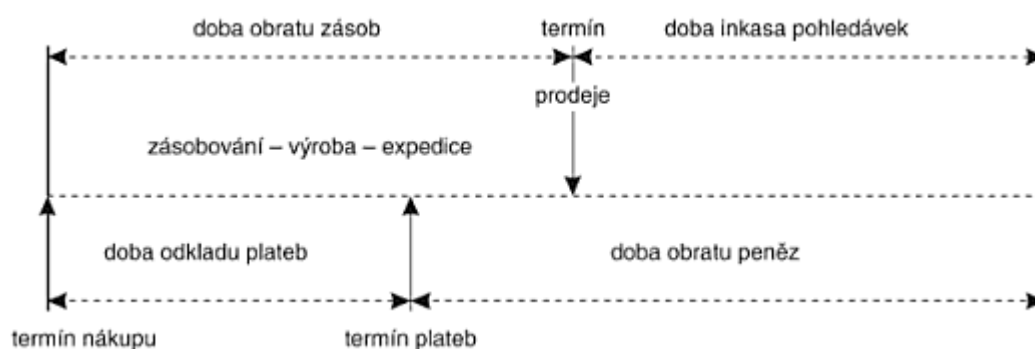 doba obratu zásob
termín
doba inkasa pohledávek
prodeje
zásobování – výroba – expedice
doba odkladu plateb
doba obratu peněz
termín nákupu
termín plateb